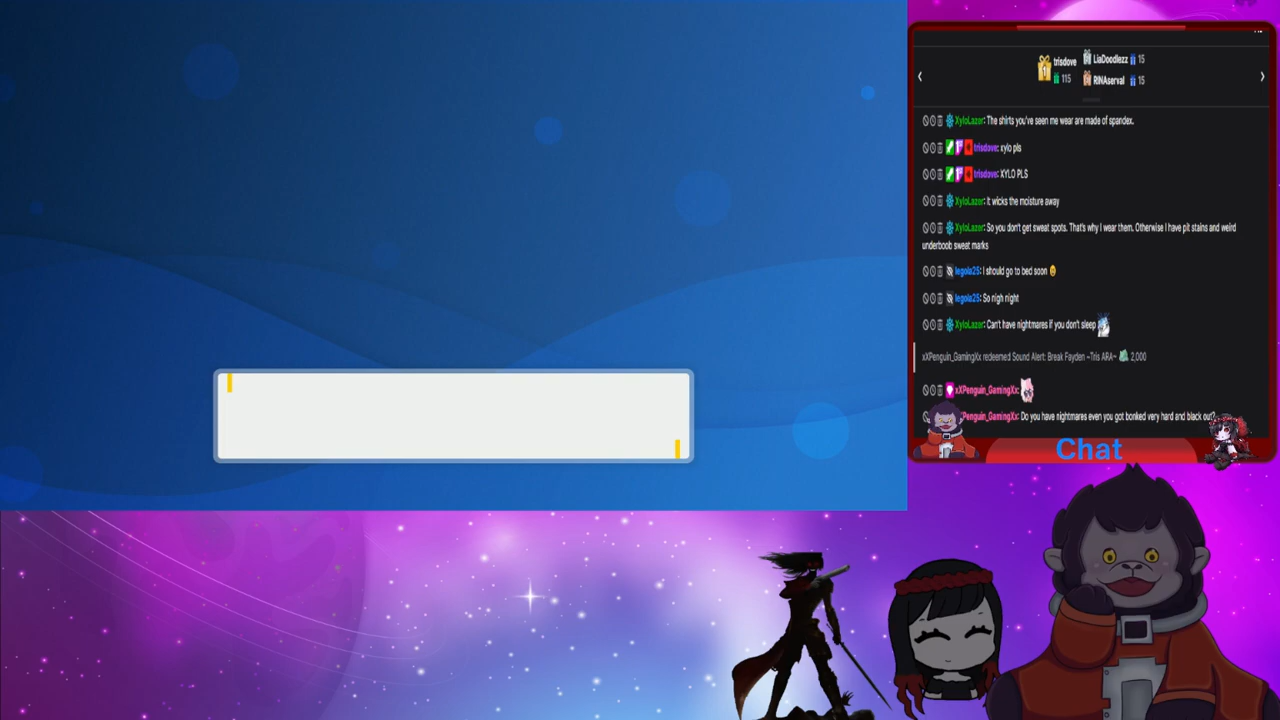 trisdove
115
LiaDoodlezz 15
RINAserval 15
XyloLazer: The shirts you've seen me wear are made of spandex.
trisdove: xylo pls
trisdove: XYLO PLS
XyloLazer: It wicks the moisture away
XyloLazer: So you don't get sweat spots. That's why I wear them. Otherwise I have pit stains and weird
underboob sweat marks
legola25: I should go to bed soon
legola25: So nigh night
XyloLazer: Can't have nightmares if you don't sleep
xXPenguin_GamingXx redeemed Sound Alert: Break Fayden ~Tris ARA~ 2,000
xXPenguin_GamingXx:
Penguin_GamingXx: Do you have nightmares even you got bonked very hard and black out?
Chat